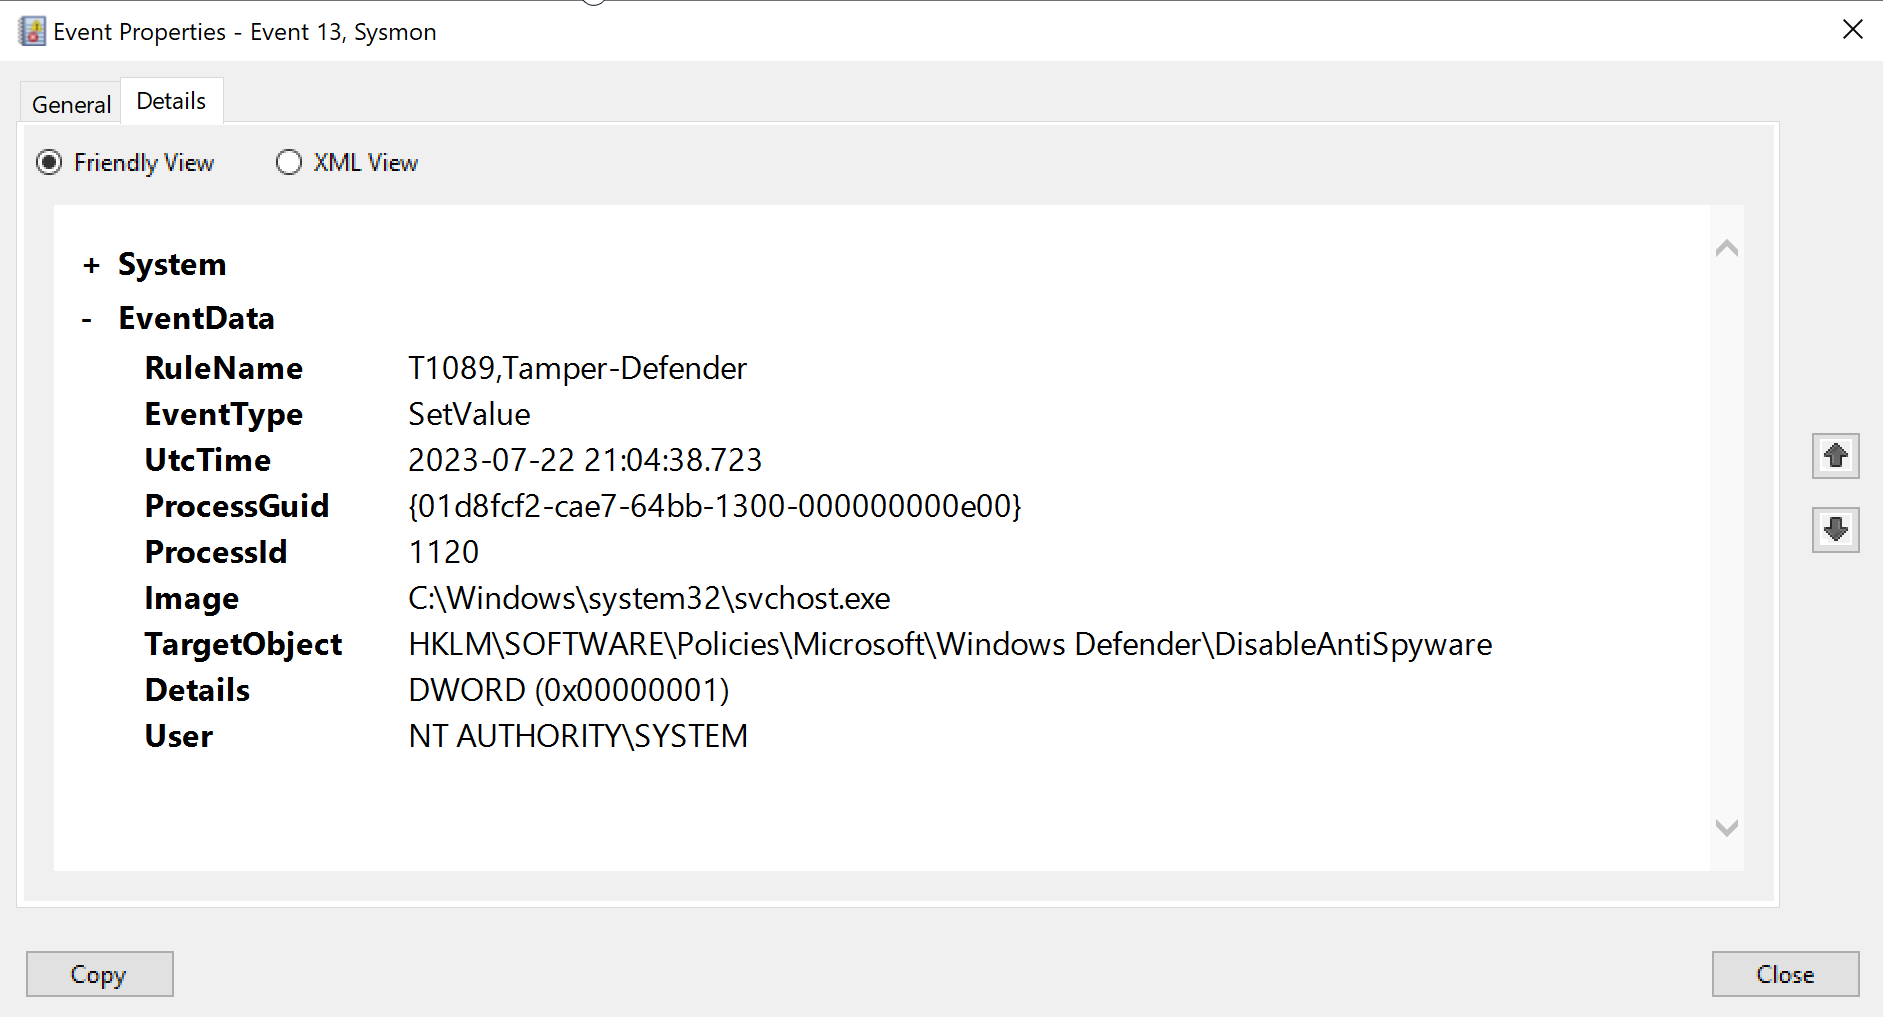 Event Properties - Event 13, Sysmon
General Details
Friendly View XML View
+ System
- EventData
RuleName T1089,Tamper-Defender
EventType SetValue
UtcTime 2023-07-22 21:04:38.723
ProcessGuid {01d8fcf2-cae7-64bb-1300-000000000e00}
ProcessId 1120
Image C:\Windows\system32\svchost.exe
TargetObject HKLM\SOFTWARE\Policies\Microsoft\Windows Defender\DisableAntiSpyware
Details DWORD (0x00000001)
User NT AUTHORITY\SYSTEM
Copy Close